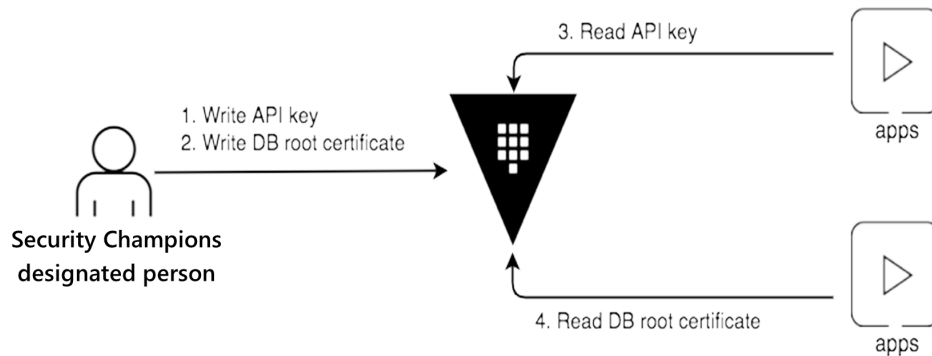 3. Read API key
apps
1. Write API key
2. Write DB root certificate
Security Champions
designated person
4. Read DB root certificate
apps